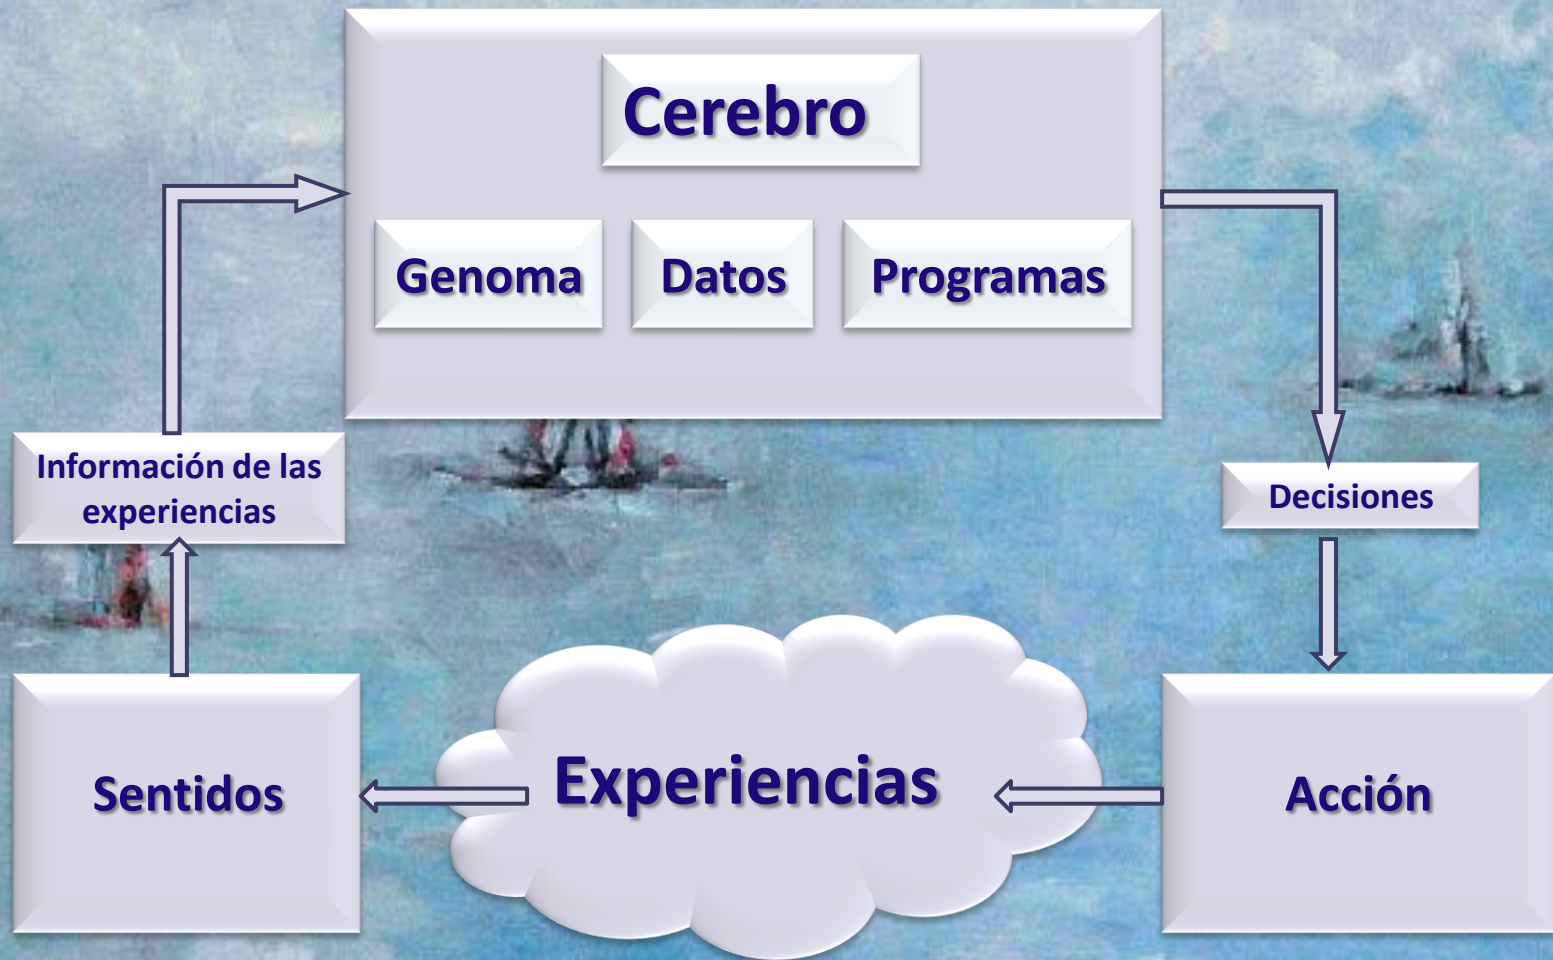 Cerebro
Genoma
Datos
Programas
Información de las
experiencias
Decisiones
Sentidos
Experiencias
Acción